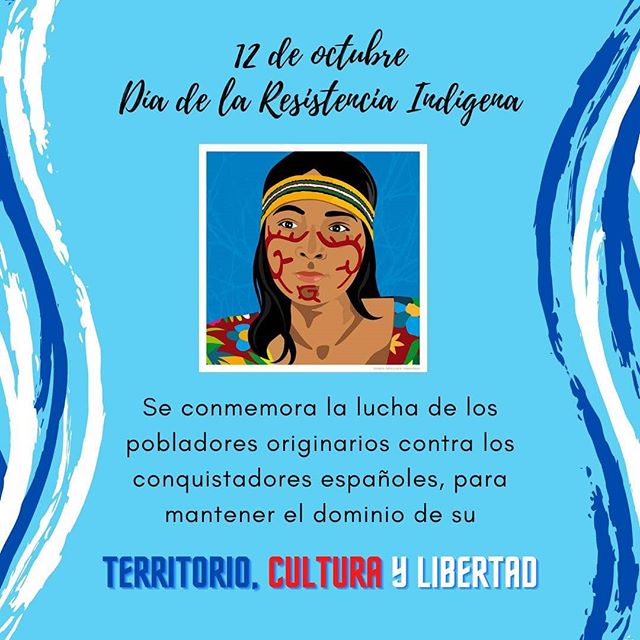 12 de octubre
Día de la Resistencia Indígena
Se conmemora la lucha de los
pobladores originarios contra los
conquistadores españoles, para
mantener el dominio de su
TERRITORIO, CULTURA Y LIBERTAD